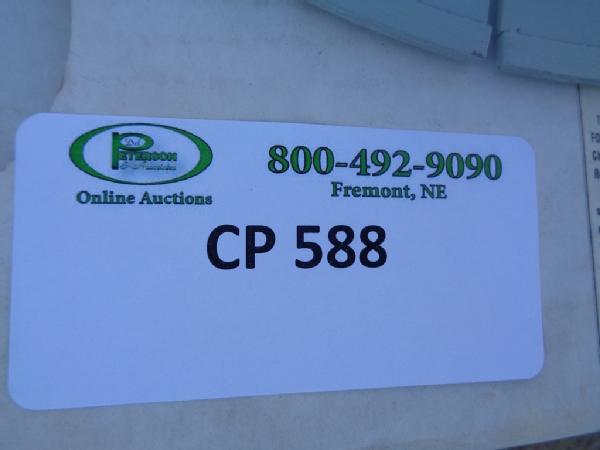 PETERSON
Online Auctions
800-492-9090
Fremont, NE
CP 588